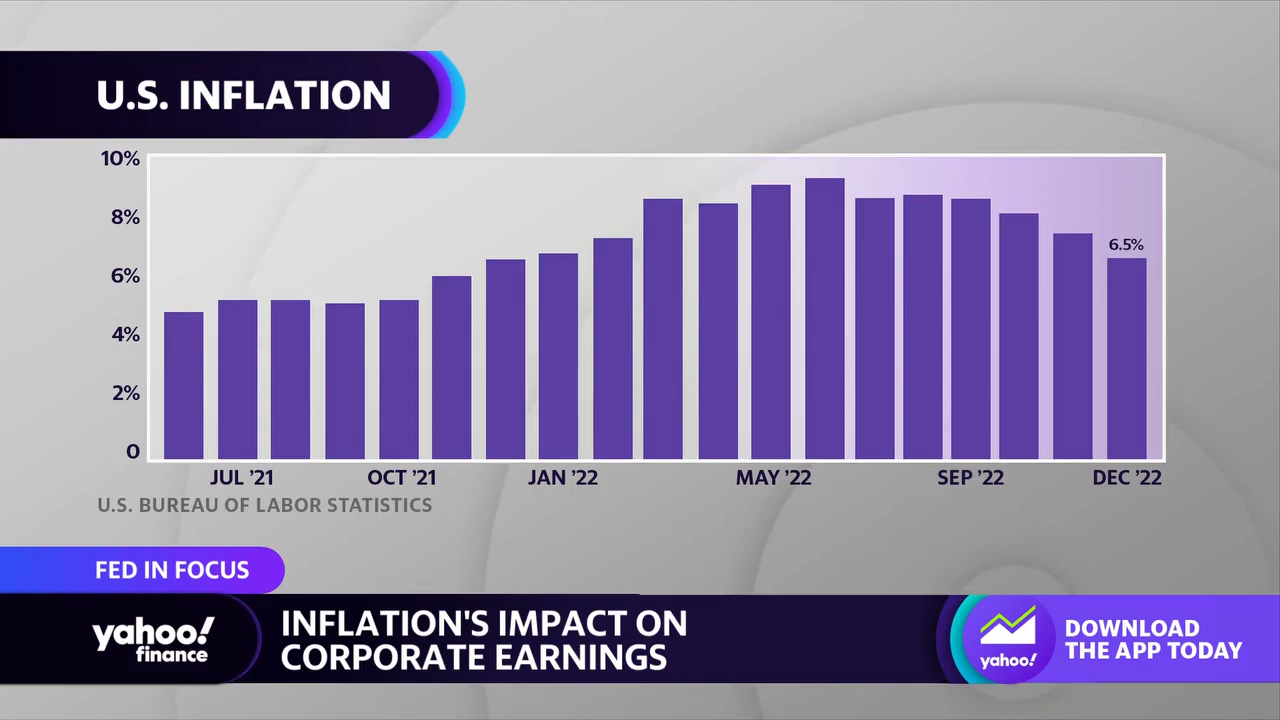 U.S. INFLATION
10%
8%
6%
4%
2%
0
6.5%
JUL ’21 OCT ’21 JAN ’22 MAY ’22 SEP ’22 DEC ’22
U.S. BUREAU OF LABOR STATISTICS
FED IN FOCUS
yahoo!
finance
INFLATION'S IMPACT ON
CORPORATE EARNINGS
yahoo!
DOWNLOAD
THE APP TODAY